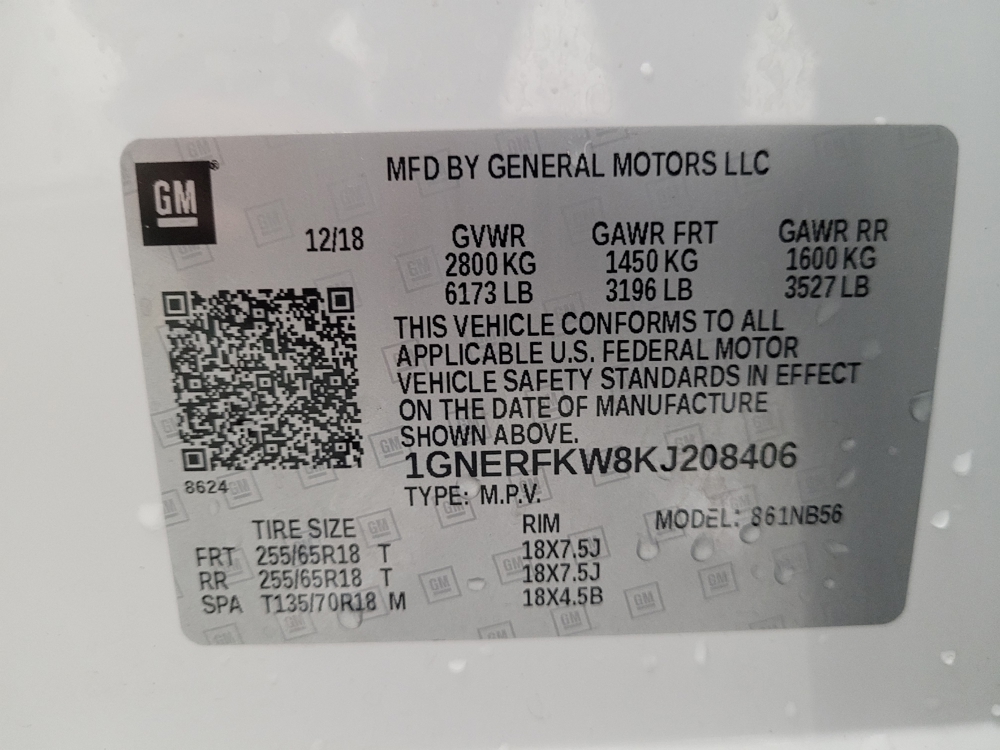 GM
MFD BY GENERAL MOTORS LLC
12/18 GVWR GAWR FRT GAWR RR
2800 KG 1450 KG 1600 KG
6173 LB 3196 LB 3527 LB
THIS VEHICLE CONFORMS TO ALL
APPLICABLE U.S. FEDERAL MOTOR
VEHICLE SAFETY STANDARDS IN EFFECT
ON THE DATE OF MANUFACTURE
SHOWN ABOVE.
1GNERFKW8KJ208406
8624
TYPE: M.P.V.
TIRE SIZE RIM MODEL: 861NB56
FRT 255/65R18 T 18X7.5J
RR 255/65R18 T 18X7.5J
SPA T135/70R18 M 18X4.5B